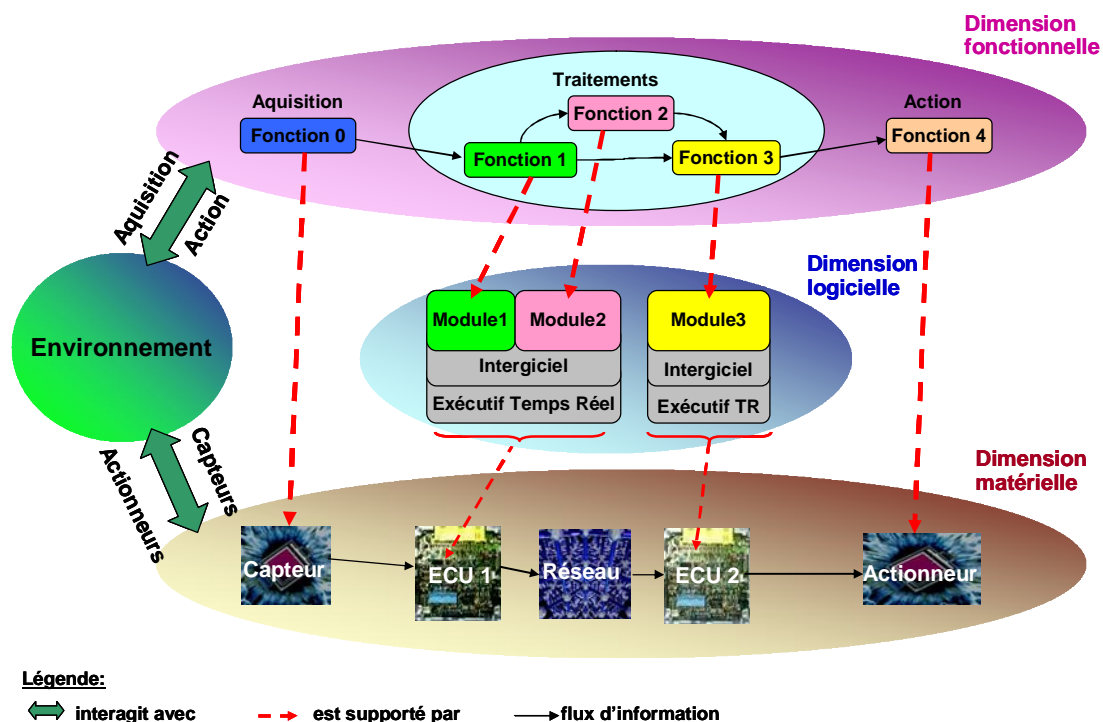 Dimension
fonctionnelle
Traitements
Aquisition
Action
Fonction 0
Fonction 1
Fonction 2
Fonction 3
Fonction 4
Aquisition
Action
Environnement
Dimension
logicielle
Module1
Module2
Module3
Intergiciel
Intergiciel
Exécutif Temps Réel
Exécutif TR
Capteurs
Actionneurs
Dimension
matérielle
Capteur
ECU 1
Réseau
ECU 2
Actionneur
Légende:
interagit avec
est supporté par
flux d'information